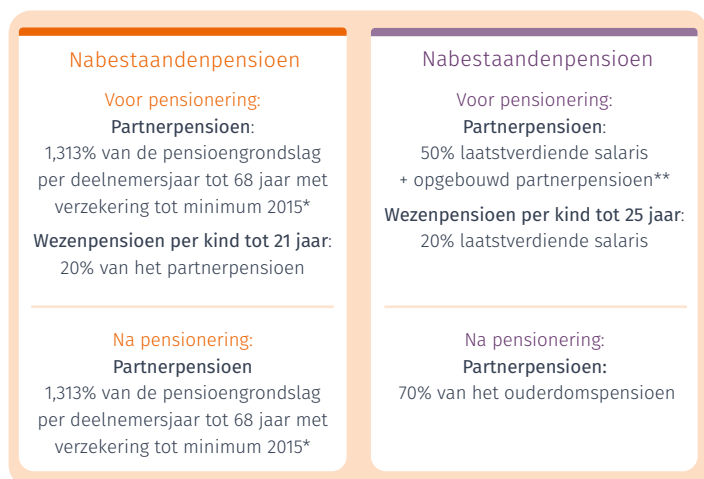 Nabestaandenpensioen
Voor pensionering:
Partnerpensioen:
1,313% van de pensioengrondslag
per deelnemersjaar tot 68 jaar met
verzekering tot minimum 2015*
Wezenpensioen per kind tot 21 jaar:
20% van het partnerpensioen
Na pensionering:
Partnerpensioen
1,313% van de pensioengrondslag
per deelnemersjaar tot 68 jaar met
verzekering tot minimum 2015*
Nabestaandenpensioen
Voor pensionering:
Partnerpensioen:
50% laatstverdiende salaris
+ opgebouwd partnerpensioen**
Wezenpensioen per kind tot 25 jaar:
20% laatstverdiende salaris
Na pensionering:
Partnerpensioen:
70% van het ouderdomspensioen